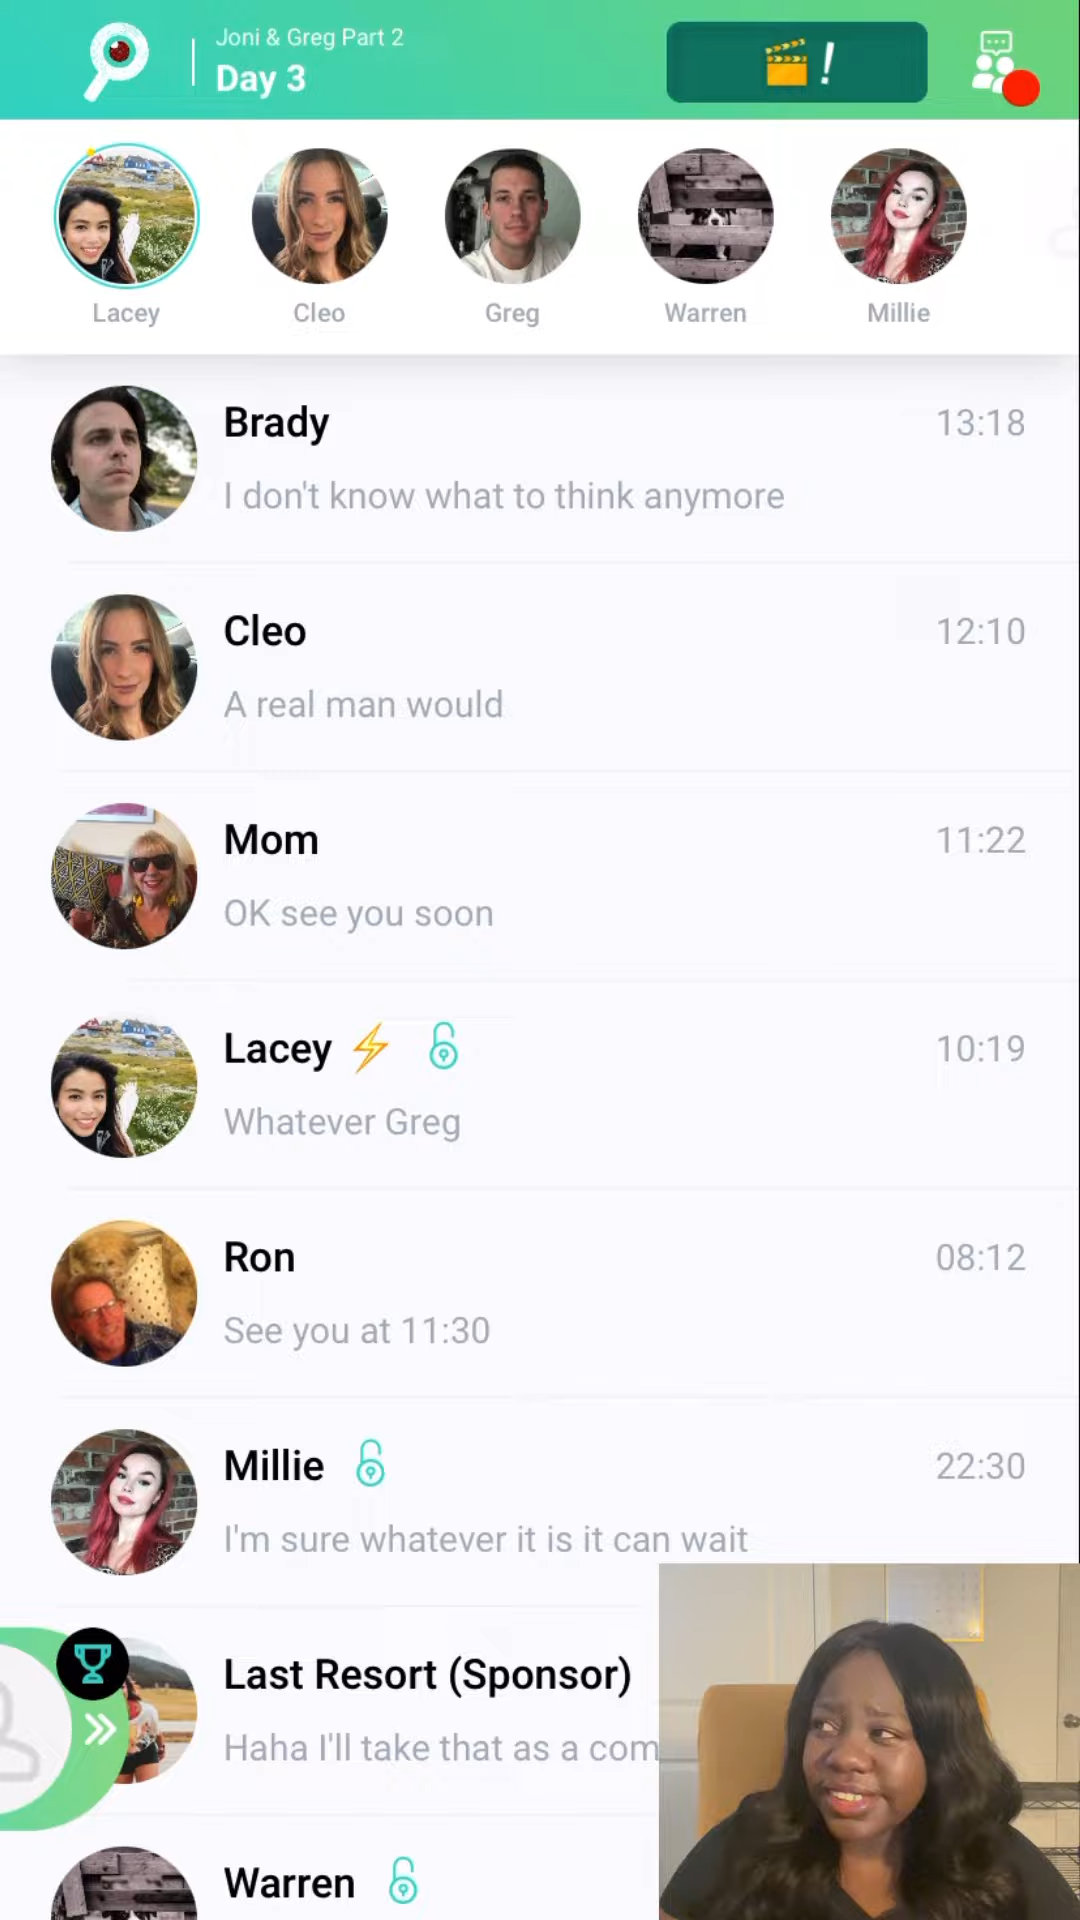 Joni & Greg Part 2
Day 3
!
Lacey
Cleo
Greg
Warren
Millie
Brady
13:18
I don't know what to think anymore
Cleo
12:10
A real man would
Mom
11:22
OK see you soon
Lacey
10:19
Whatever Greg
Ron
08:12
See you at 11:30
Millie
22:30
I'm sure whatever it is it can wait
Last Resort (Sponsor)
Haha I'll take that as a com
Warren